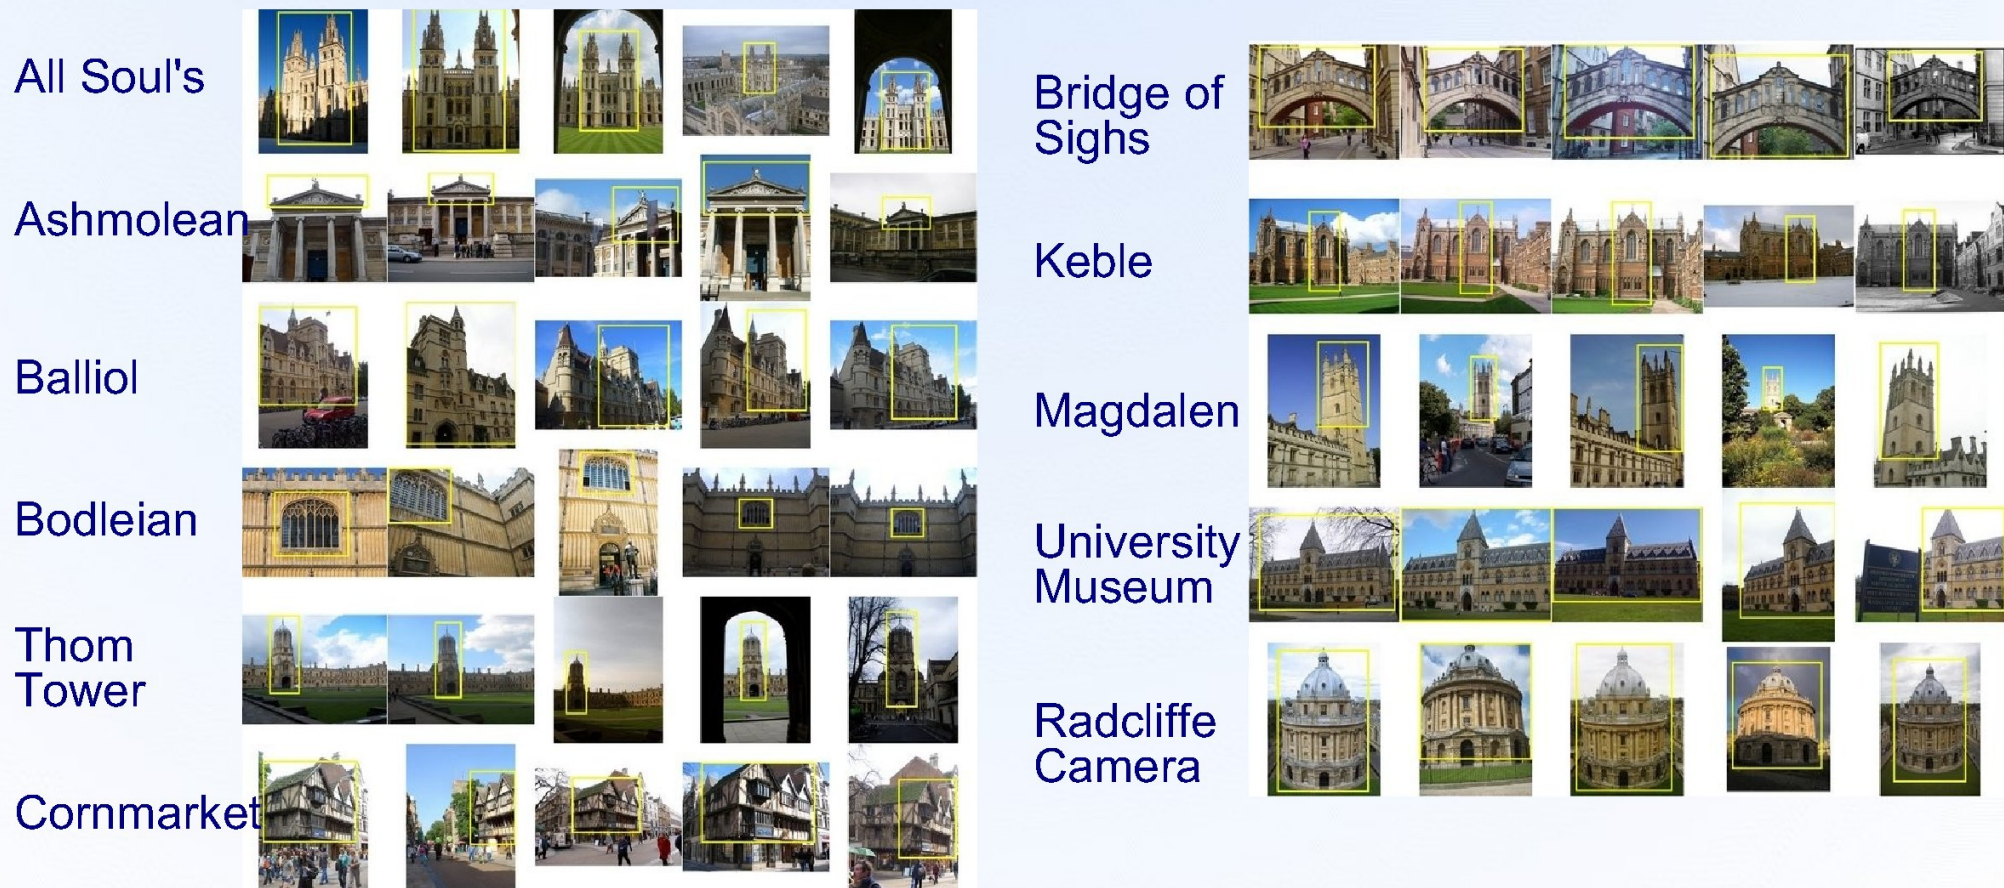 All Soul's
Ashmolean
Balliol
Bodleian
Thom
Tower
Cornmarket
Bridge of
Sighs
Keble
Magdalen
University
Museum
Radcliffe
Camera